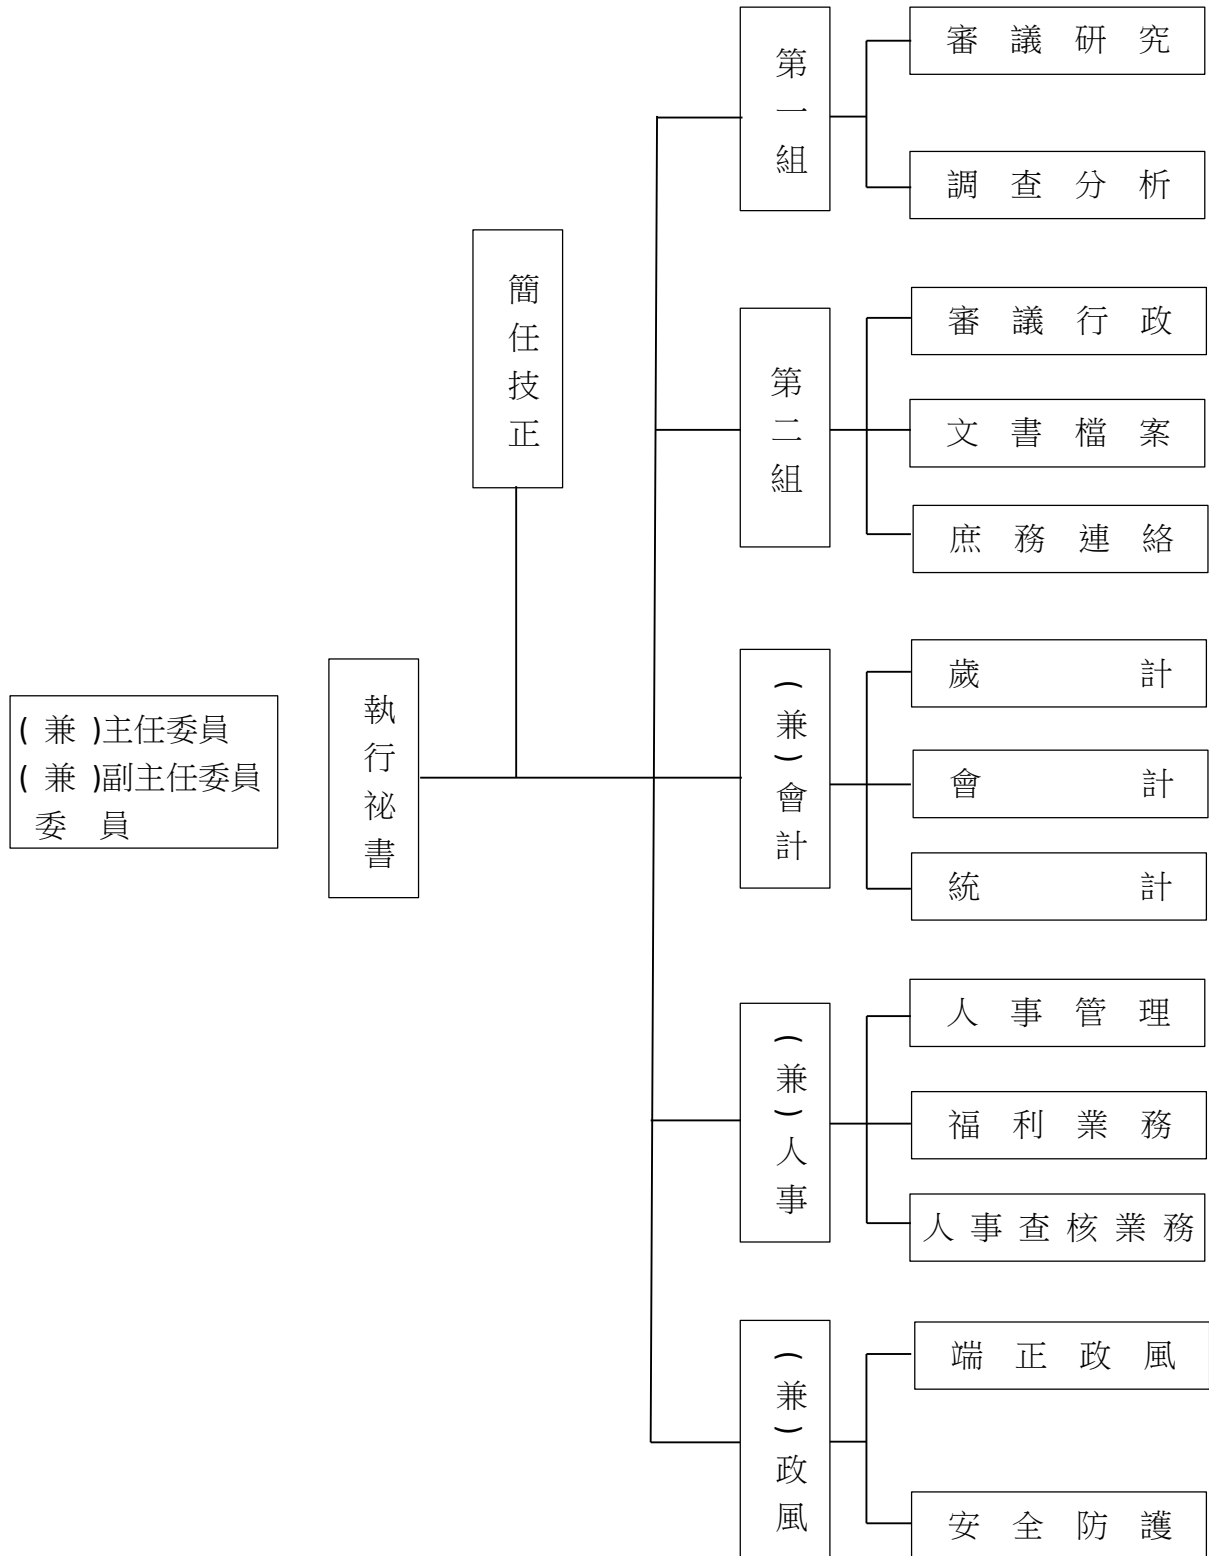 (兼)主任委員
(兼)副主任委員
委員
執行祕書
簡任技正
第一組
審議研究
調查分析
第二組
審議行政
文書檔案
庶務連絡
(兼)會計
歲計
會計
統計
(兼)人事
人事管理
福利業務
人事查核業務
(兼)政風
端正政風
安全防護